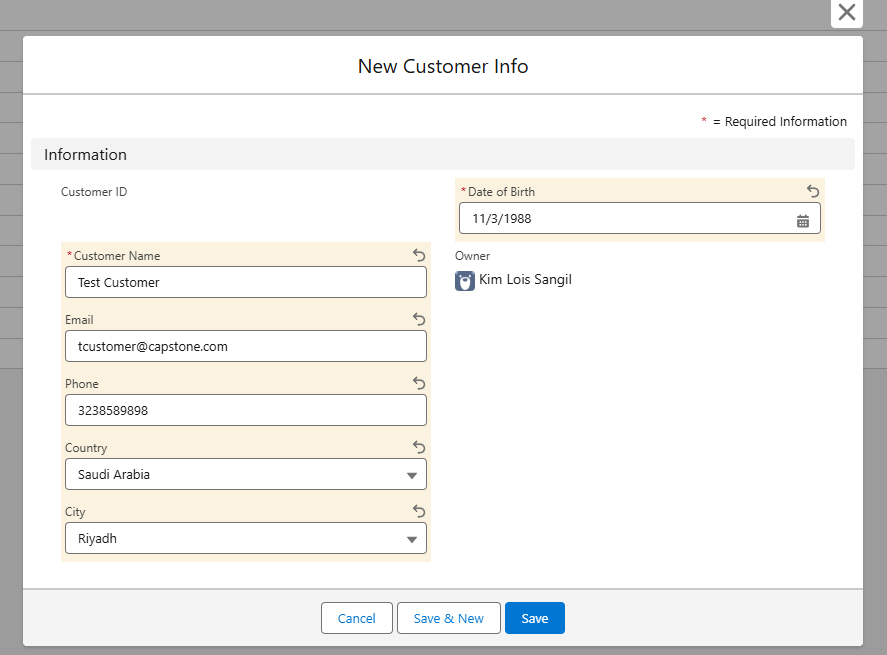 New Customer Info
* = Required Information
Information
Customer ID
*Date of Birth
11/3/1988
*Customer Name
Test Customer
Owner
Kim Lois Sangil
Email
tcustomer@capstone.com
Phone
3238589898
Country
Saudi Arabia
City
Riyadh
Cancel
Save & New
Save